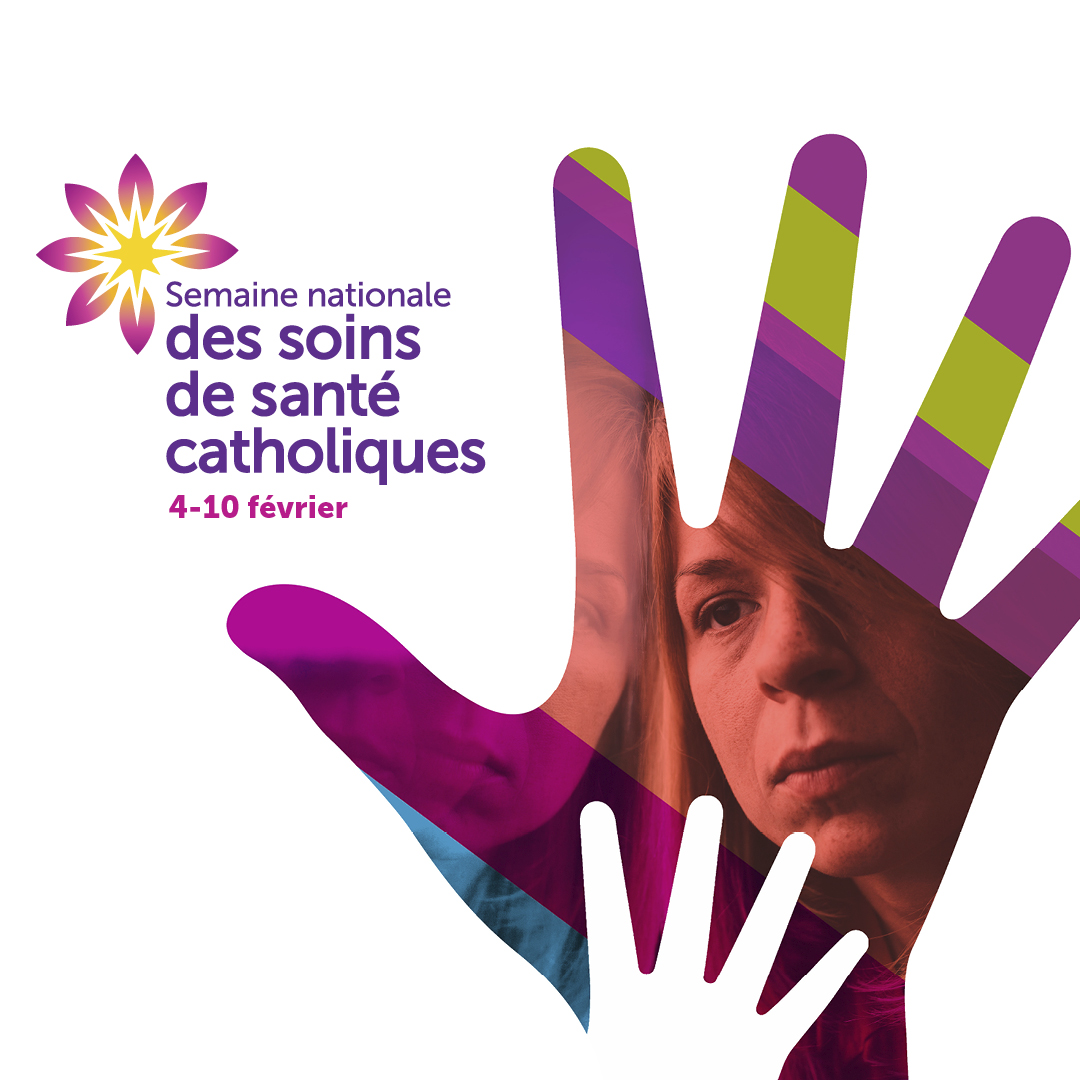 Semaine nationale
des soins
de santé
catholiques
4-10 février